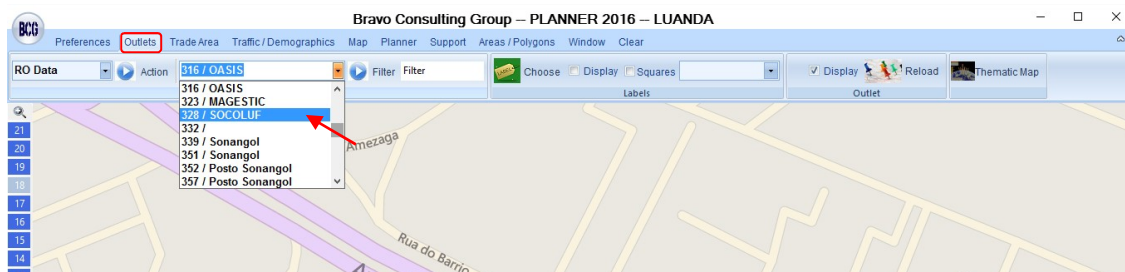 BCG
Bravo Consulting Group -- PLANNER 2016 -- LUANDA
Preferences Outlets Trade Area Traffic / Demographics Map Planner Support Areas / Polygons Window Clear
RO Data Action 316 / OASIS Filter Filter Choose Display Squares Display Reload Thematic Map
Labels Outlet
316 / OASIS
323 / MAGESTIC
328 / SOCOLUF
332 /
339 / Sonangol
351 / Sonangol
352 / Posto Sonangol
357 / Posto Sonangol
21
20
19
18
17
16
15
14
Amezaga
Rua do Barrio